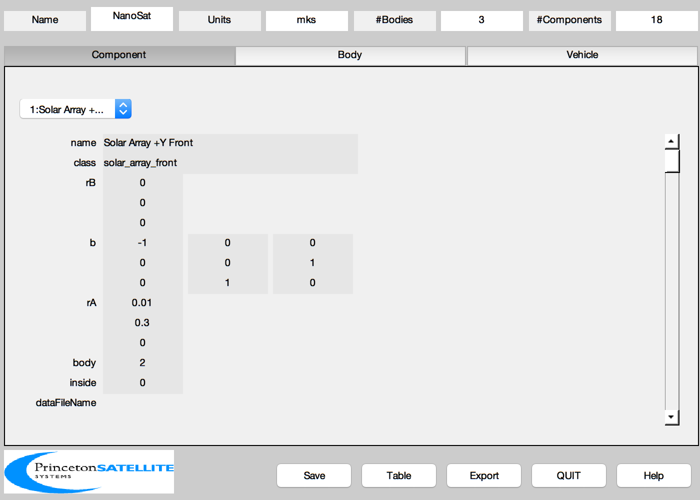 Name NanoSat Units mks #Bodies 3 #Components 18
Component Body Vehicle
1:Solar Array +...
name Solar Array +Y Front
class solar_array_front
rB 0
0
0
b -1 0 0
0 0 1
0 1 0
rA 0.01
0.3
0
body 2
inside 0
dataFileName
PrincetonSATELLITE
SYSTEMS
Save Table Export QUIT Help